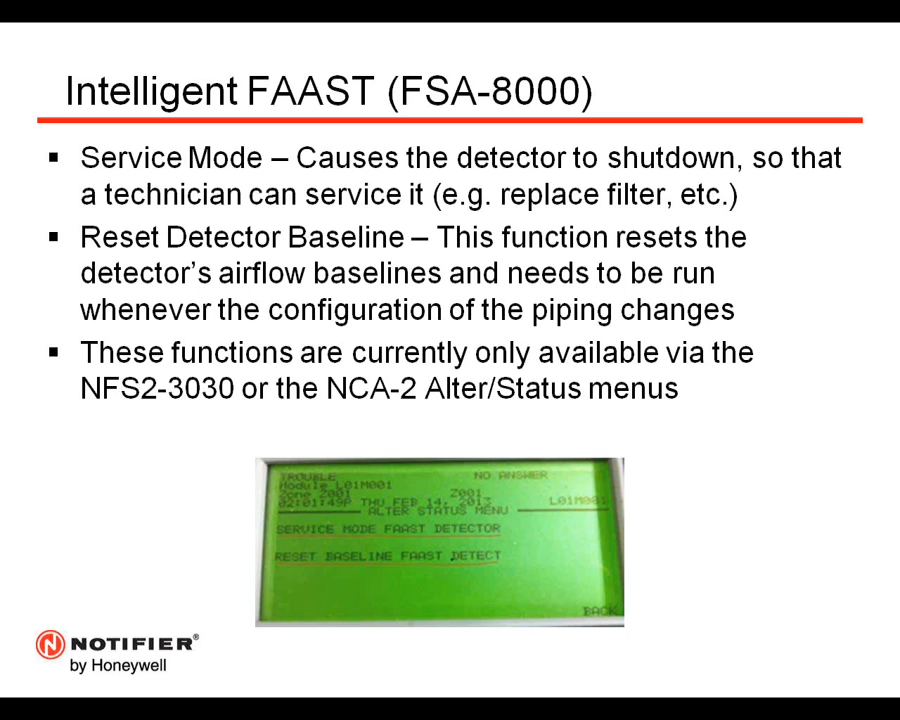 Intelligent FAAST (FSA-8000)
▪ Service Mode – Causes the detector to shutdown, so that
a technician can service it (e.g. replace filter, etc.)
▪ Reset Detector Baseline – This function resets the
detector's airflow baselines and needs to be run
whenever the configuration of the piping changes
▪ These functions are currently only available via the
NFS2-3030 or the NCA-2 Alter/Status menus
TROUBLE NO ANSWER
Module L01M001
Zone Z001 Z001
02:01:49P THU FEB 14, 2013 L01M001
ALTER STATUS MENU
SERVICE MODE FAAST DETECTOR
RESET BASELINE FAAST DETECT
BACK
N NOTIFIER®
by Honeywell